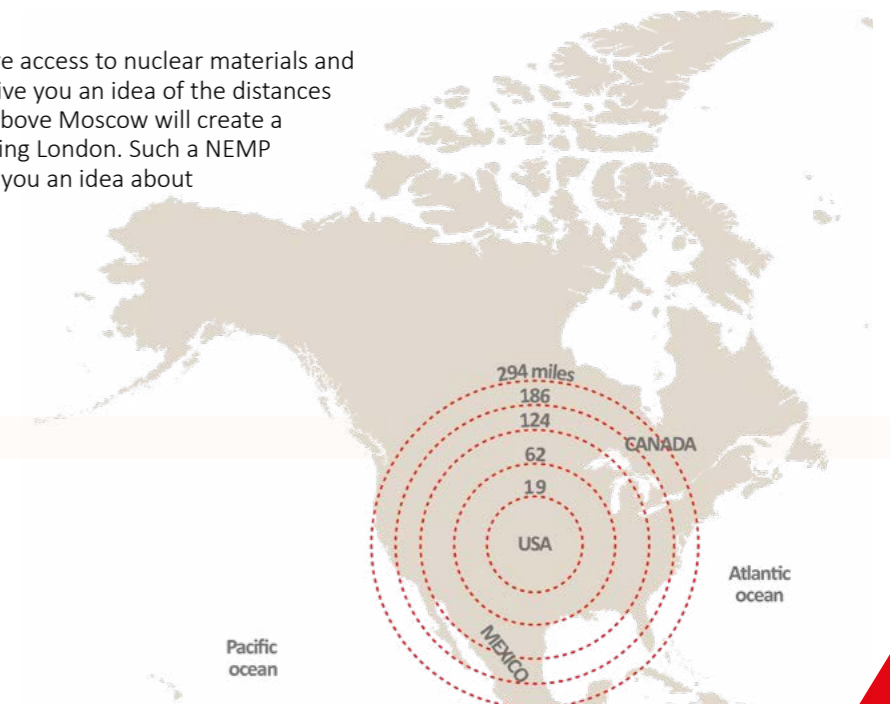 re access to nuclear materials and
ive you an idea of the distances
bove Moscow will create a
ing London. Such a NEMP
you an idea about
294 miles
186
124
CANADA
62
19
USA
Atlantic
ocean
MEXICO
Pacific
ocean